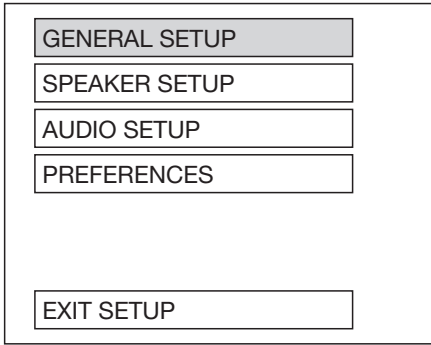 GENERAL SETUP
SPEAKER SETUP
AUDIO SETUP
PREFERENCES
EXIT SETUP